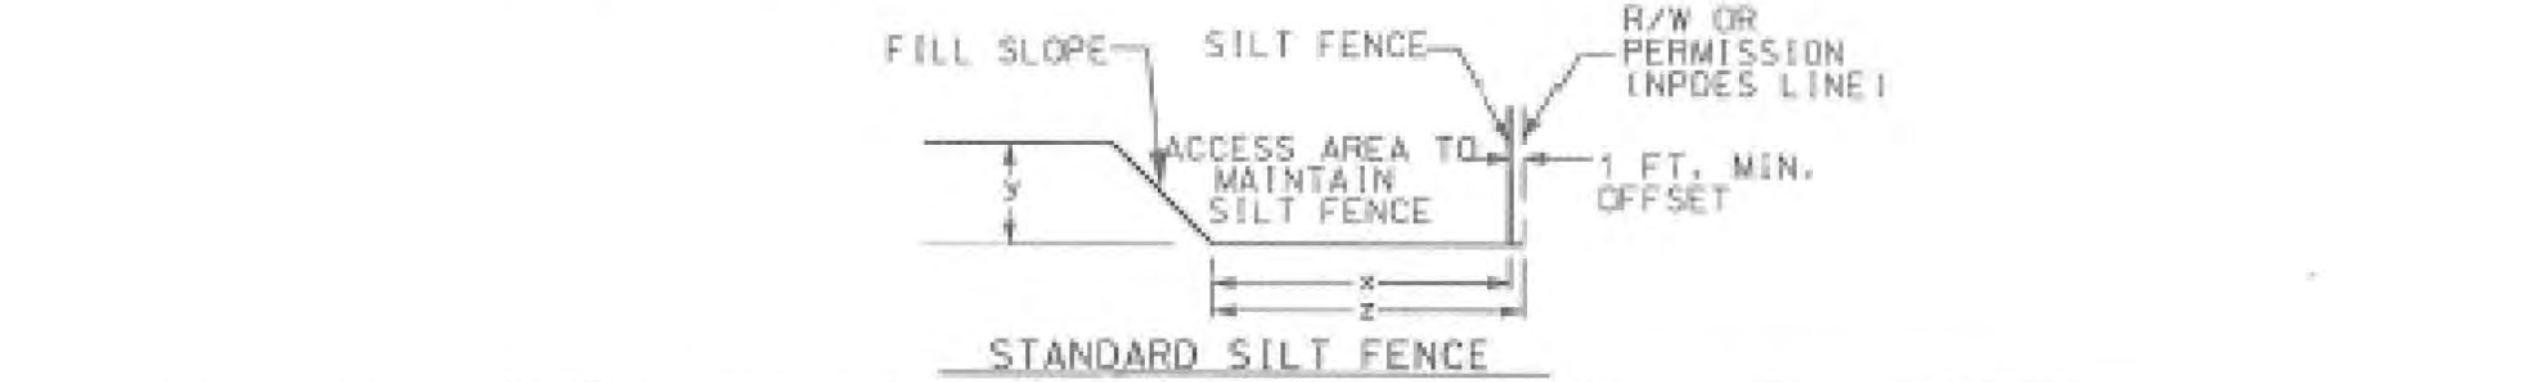 FILL SLOPE
SILT FENCE
R/W OR
PERMISSION
(NPDES LINE)
ACCESS AREA TO
MAINTAIN
SILT FENCE
1 FT. MIN.
OFFSET
y
x
z
STANDARD SILT FENCE